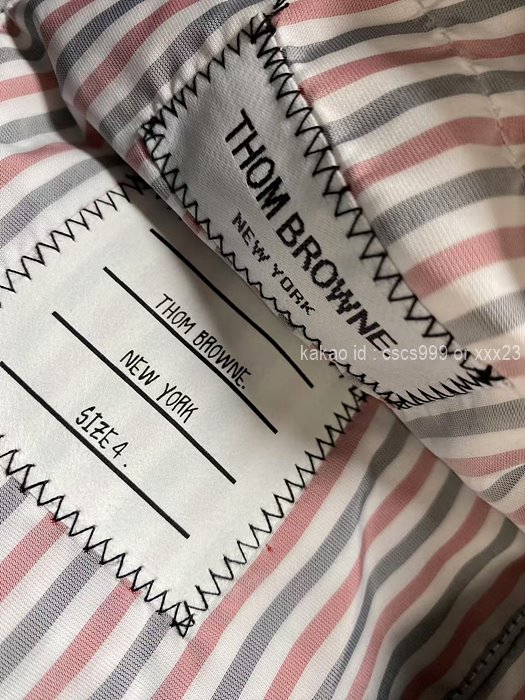 THOM BROWNE
NEW YORK
kakao id : cscs999 or xxx23
THOM BROWNE.
NEW YORK
SIZE 4.